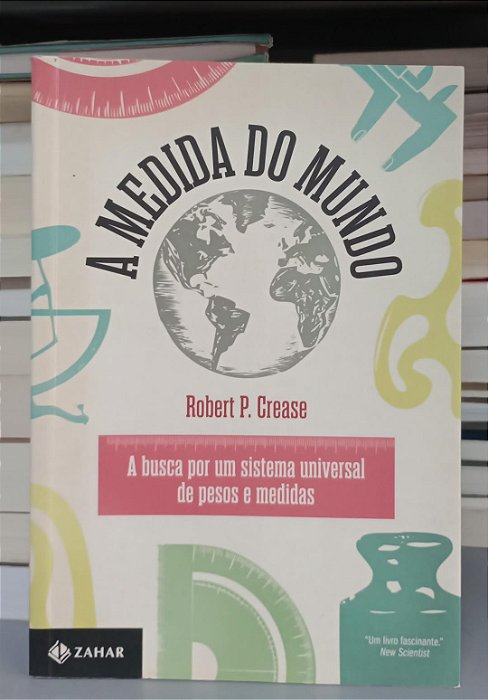 A MEDIDA DO MUNDO
Robert P. Crease
A busca por um sistema universal
de pesos e medidas
"Um livro fascinante."
New Scientist
ZAHAR